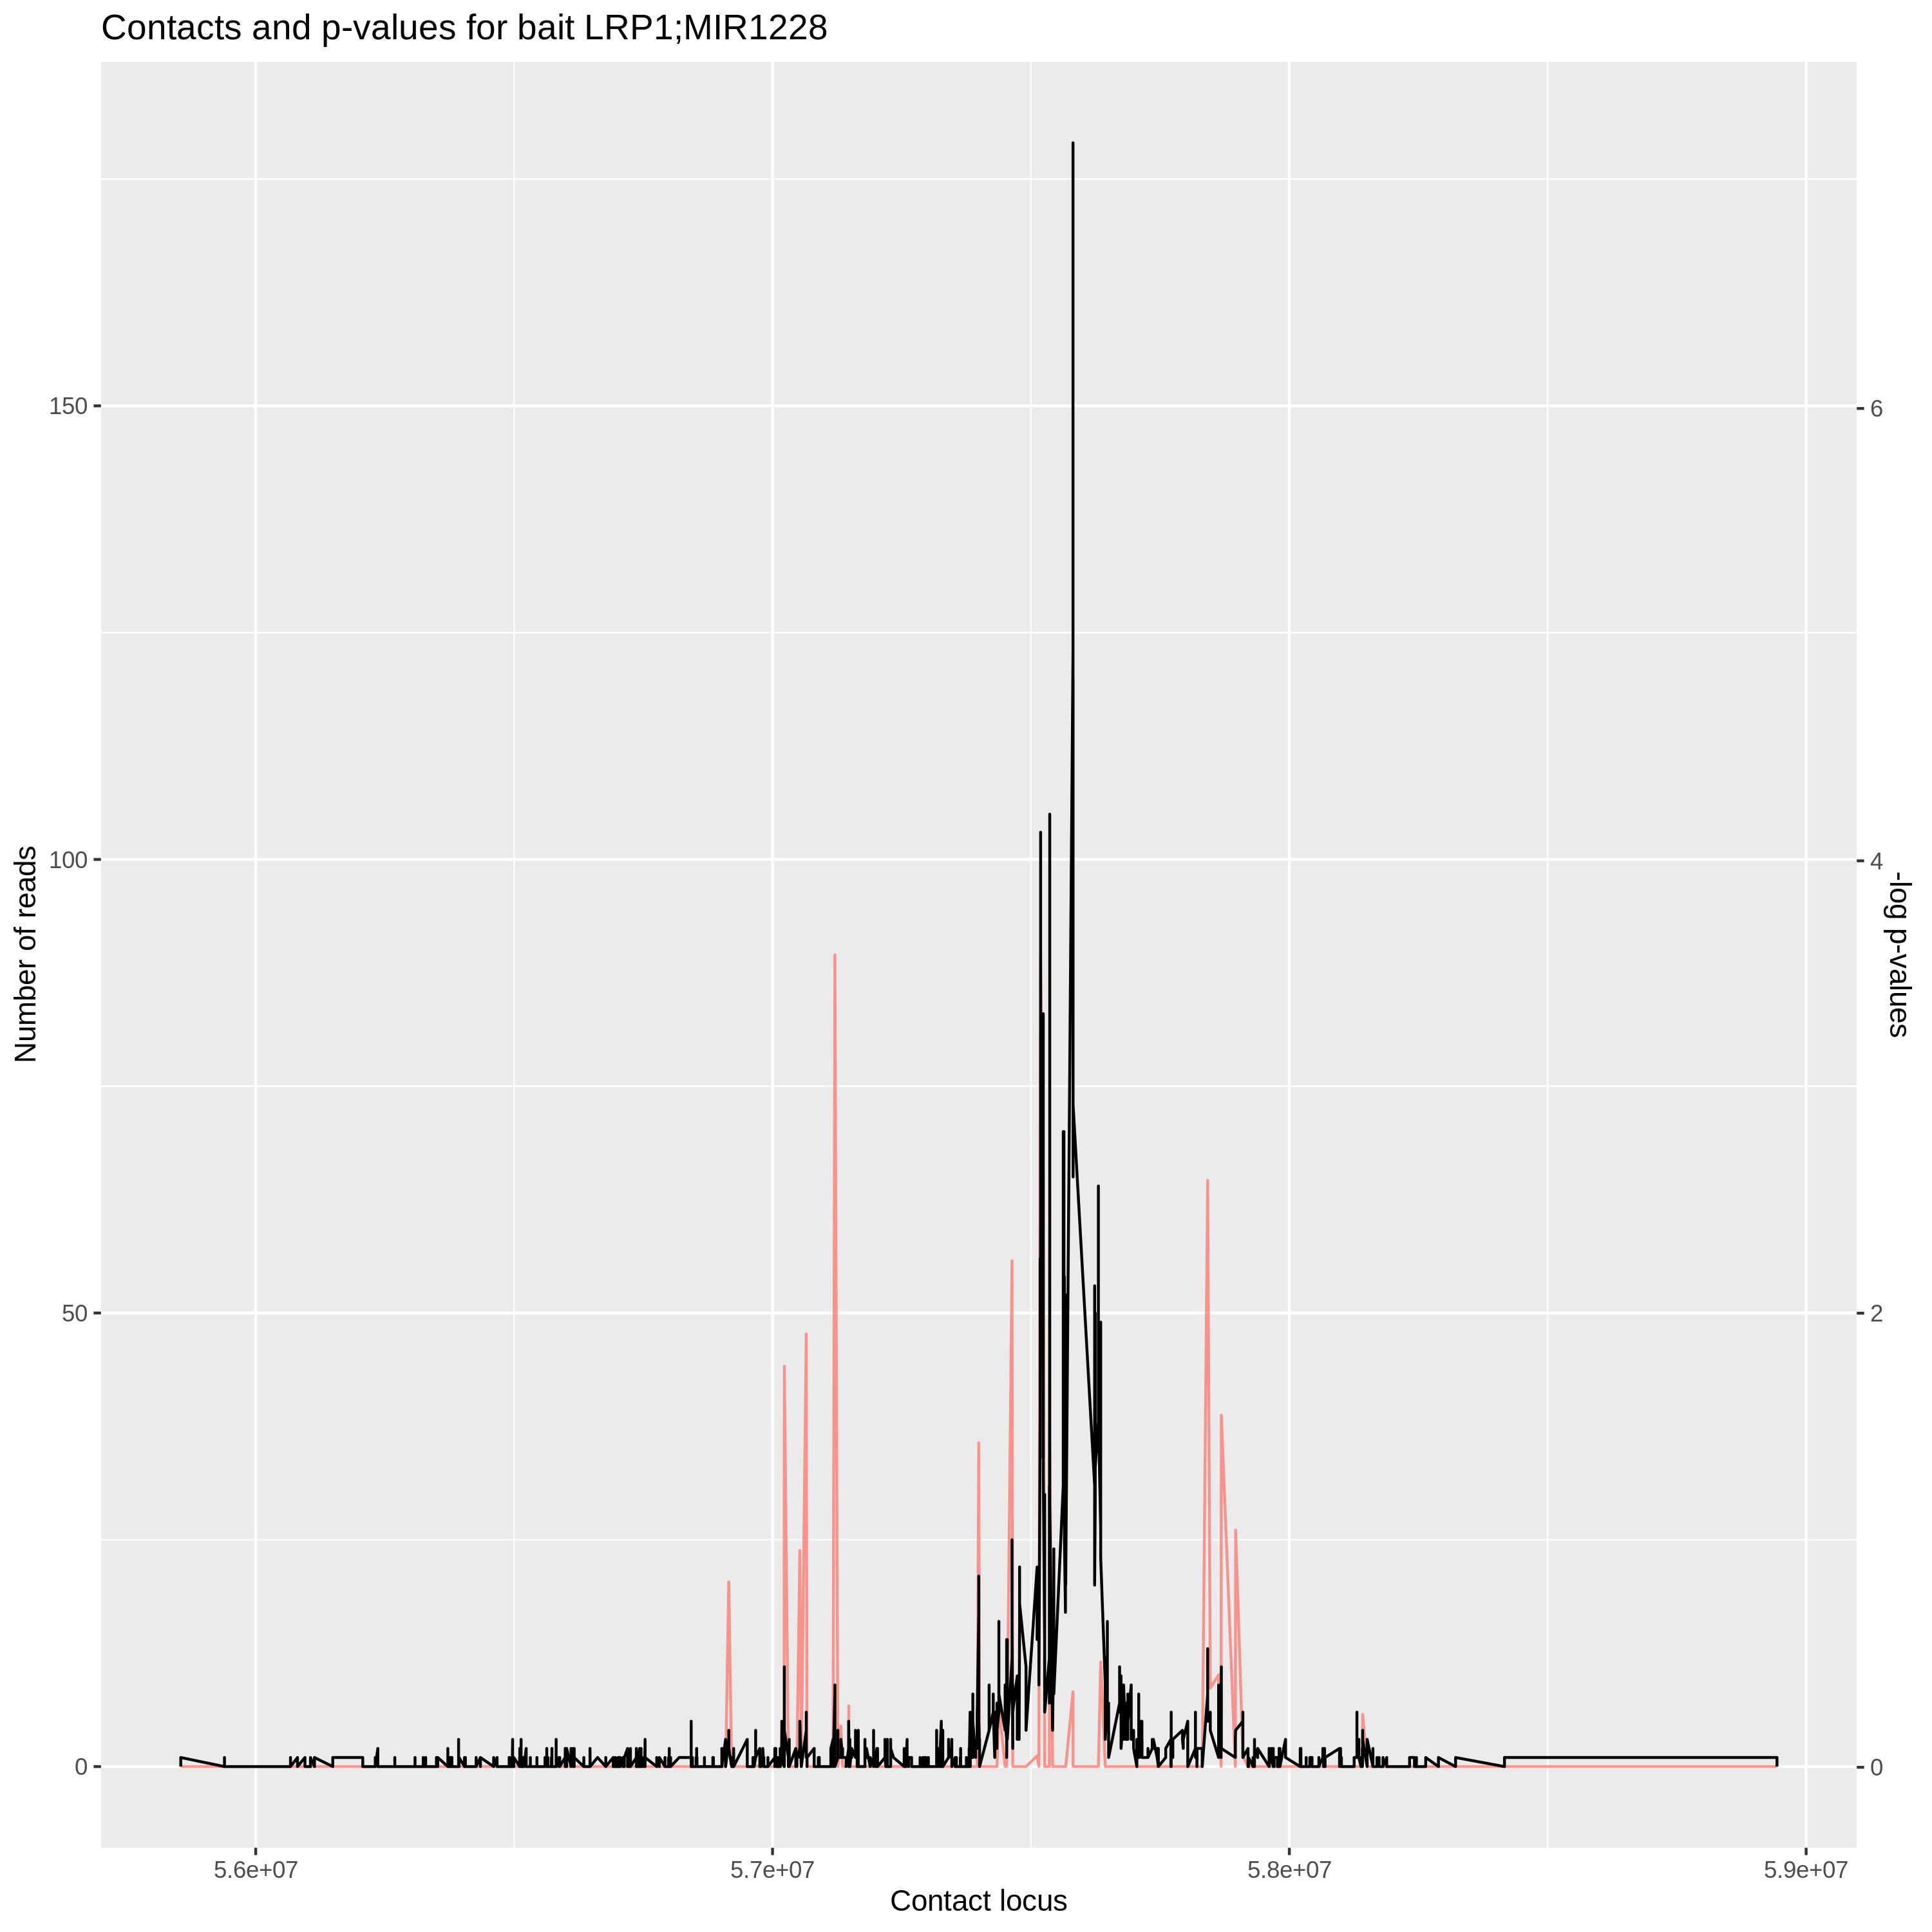 Contacts and p-values for bait LRP1;MIR1228
150
100
50
0
Number of reads
6
4
2
0
-log p-values
5.6e+07 5.7e+07 5.8e+07 5.9e+07
Contact locus